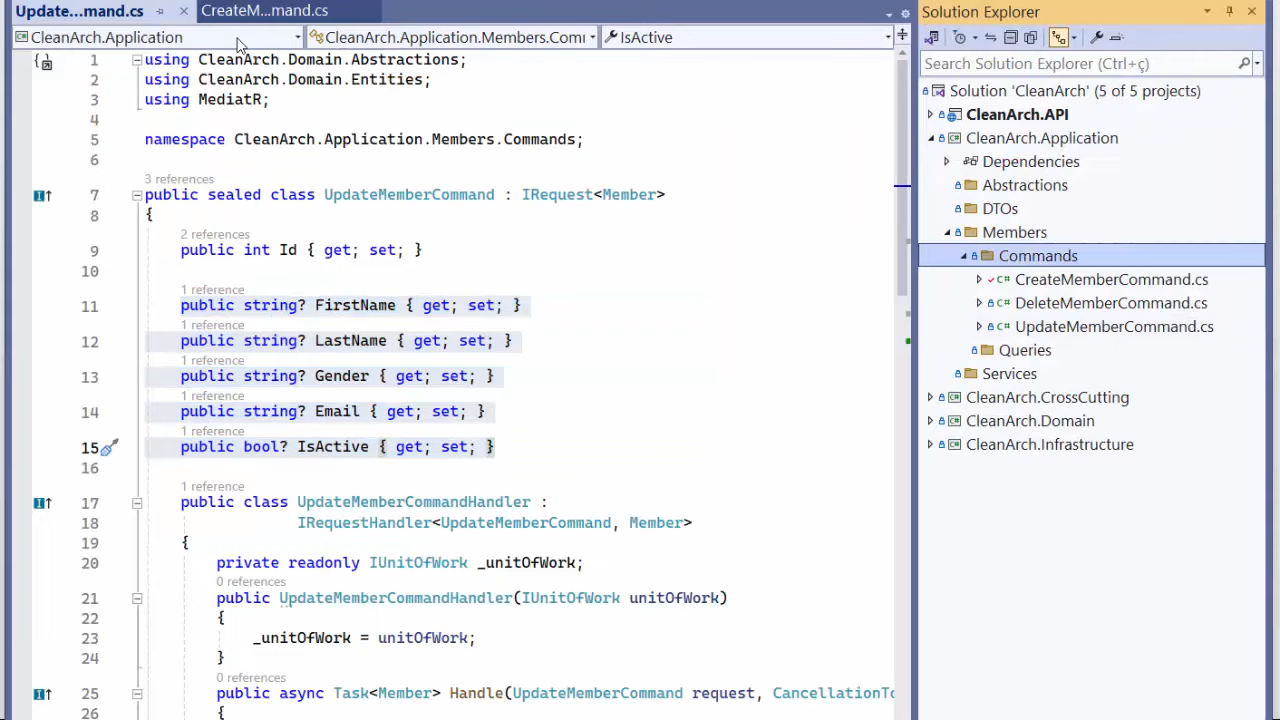 Update...mand.cs
CreateM...mand.cs
CleanArch.Application
CleanArch.Application.Members.Comm
IsActive
1 using CleanArch.Domain.Abstractions;
2 using CleanArch.Domain.Entities;
3 using MediatR;
4
5 namespace CleanArch.Application.Members.Commands;
6
3 references
7 public sealed class UpdateMemberCommand : IRequest<Member>
8 {
2 references
9 public int Id { get; set; }
10
1 reference
11 public string? FirstName { get; set; }
1 reference
12 public string? LastName { get; set; }
1 reference
13 public string? Gender { get; set; }
1 reference
14 public string? Email { get; set; }
1 reference
15 public bool? IsActive { get; set; }
16
1 reference
17 public class UpdateMemberCommandHandler :
18 IRequestHandler<UpdateMemberCommand, Member>
19 {
20 private readonly IUnitOfWork _unitOfWork;
0 references
21 public UpdateMemberCommandHandler(IUnitOfWork unitOfWork)
22 {
23 _unitOfWork = unitOfWork;
24 }
0 references
25 public async Task<Member> Handle(UpdateMemberCommand request, CancellationTo
26 {
Solution Explorer
Search Solution Explorer (Ctrl+ç)
Solution 'CleanArch' (5 of 5 projects)
CleanArch.API
CleanArch.Application
Dependencies
Abstractions
DTOs
Members
Commands
C# CreateMemberCommand.cs
C# DeleteMemberCommand.cs
C# UpdateMemberCommand.cs
Queries
Services
CleanArch.CrossCutting
CleanArch.Domain
CleanArch.Infrastructure